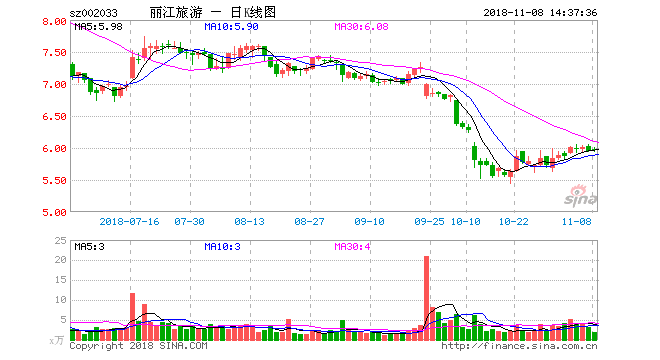 sz002033 丽江旅游 一 日K线图 2018-11-08 14:37:36
8.00 MA5:5.98 MA10:5.90 MA30:6.08
7.50
7.00
6.50
6.00
5.50
5.00
sina
2018-07-16 07-30 08-13 08-27 09-10 09-25 10-10 10-22 11-08
25 MA5:3 MA10:3 MA30:4
20
15
10
5
x万
Copyright 2018 SINA.COM http://finance.sina.com.cn